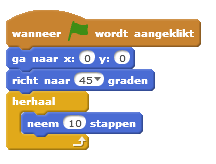 wanneer wordt aangeklikt
ga naar x: 0 y: 0
richt naar 45 graden
herhaal
neem 10 stappen